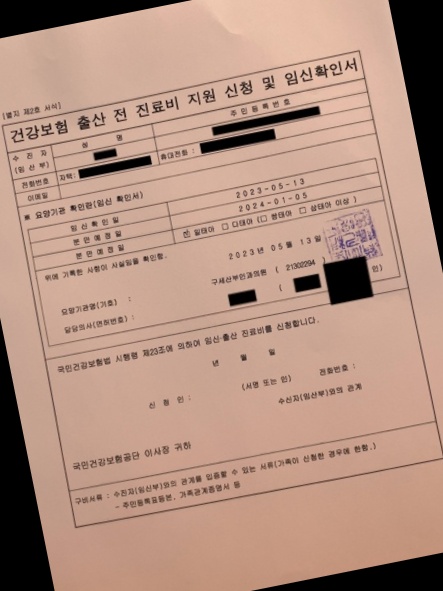 [별지 제2호 서식]
건강보험 출산 전 진료비 지원 신청 및 임신확인서
수 진 자
(임 산 부)
성 명
주 민 등 록 번 호
전화번호
자택:
휴대전화 :
이메일
※ 요양기관 확인란(임신 확인서)
임 신 확 인 일
2023-05-13
분 만 예 정 일
2024-01-05
분 만 예 정 일
☑ 일태아 □ 다태아 (□ 쌍태아 □ 삼태아 이상 )
위에 기록한 사항이 사실임을 확인함.
2023년 05 월 13 일
요양기관명(기호) :
구세산부인과의원 ( 21302294 )
담당의사(면허번호) :
( 인)
국민건강보험법 시행령 제23조에 의하여 임신·출산 진료비를 신청합니다.
년 월 일
신 청 인 :
(서명 또는 인)
전화번호 :
수진자(임산부)와의 관계
국민건강보험공단 이사장 귀하
구비서류 : 수진자(임산부)와의 관계를 입증할 수 있는 서류(가족이 신청한 경우에 한함.)
- 주민등록표등본, 가족관계증명서 등